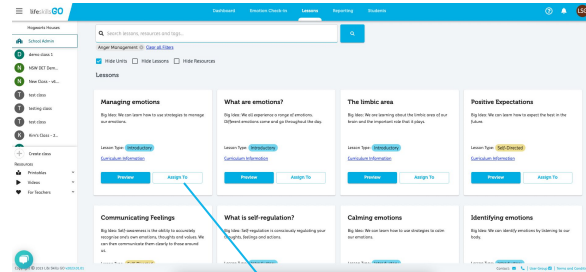 lifeskillsGO
Dashboard Emotion Check-in Lessons Reporting Students
Hogwarts Houses
School Admin
D demo class 1
N NSW DET Dem...
N New Class - v6...
T test class
T testing class
T test class
K Kim's Class - 2...
+ Create class
Resources
Printables
Videos
For Teachers
Search lessons, resources and tags...
Anger Management Clear all Filters
Hide Units Hide Lessons Hide Resources
Lessons
Managing emotions
Big Idea: We can learn how to use strategies to manage
our emotions.
Lesson Type: Introductory
Curriculum Information
Preview Assign To
What are emotions?
Big Idea: We all experience a range of emotions.
Different emotions come and go throughout the day.
Lesson Type: Introductory
Curriculum Information
Preview Assign To
The limbic area
Big Idea: We are learning about the limbic area of our
brain and the important role that it plays.
Lesson Type: Introductory
Curriculum Information
Preview Assign To
Positive Expectations
Big Idea: We can learn how to expect the best in the
future.
Lesson Type: Self-Directed
Curriculum Information
Preview Assign To
Communicating Feelings
Big Idea: Self-awareness is the ability to accurately
recognise one's own emotions, thoughts and values. We
can then communicate them clearly to those around
us.
What is self-regulation?
Big Idea: Self-regulation is consciously regulating your
thoughts, feelings and actions.
Calming emotions
Big Idea: We can learn how to use strategies to calm
our emotions.
Identifying emotions
Big Idea: We can identify emotions by listening to our
body.
Contact: User Group Terms and Condit